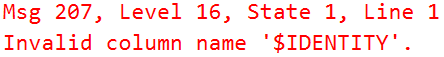 Msg 207, Level 16, State 1, Line 1
Invalid column name '$IDENTITY'.